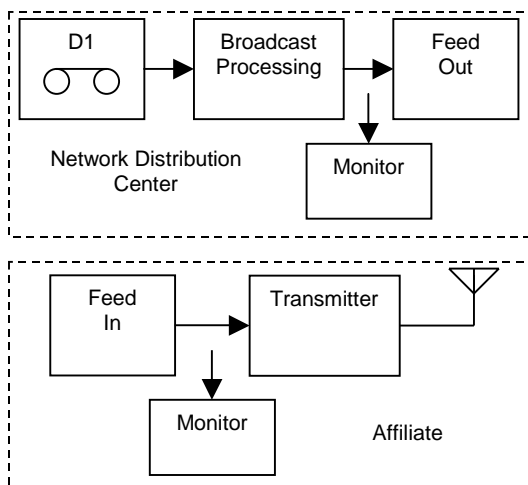 D1
Broadcast
Processing
Feed
Out
Network Distribution
Center
Monitor
Feed
In
Transmitter
Monitor
Affiliate